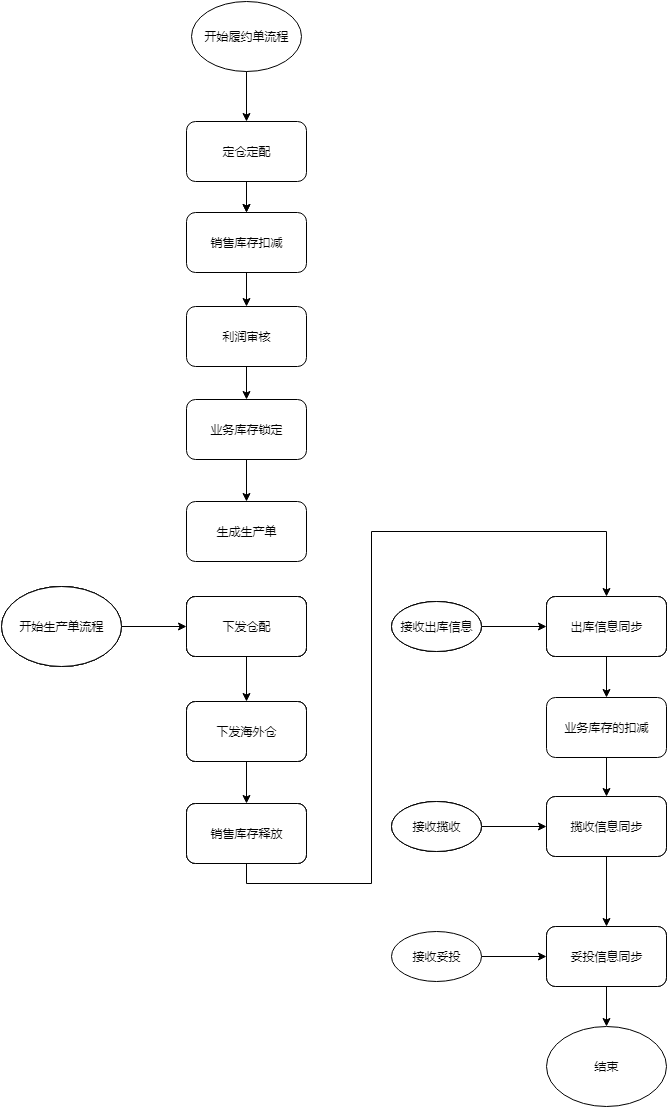 开始履约单流程
定仓定配
销售库存扣减
利润审核
业务库存锁定
生成生产单
开始生产单流程
下发仓配
下发海外仓
销售库存释放
接收出库信息
出库信息同步
业务库存的扣减
接收揽收
揽收信息同步
接收妥投
妥投信息同步
结束